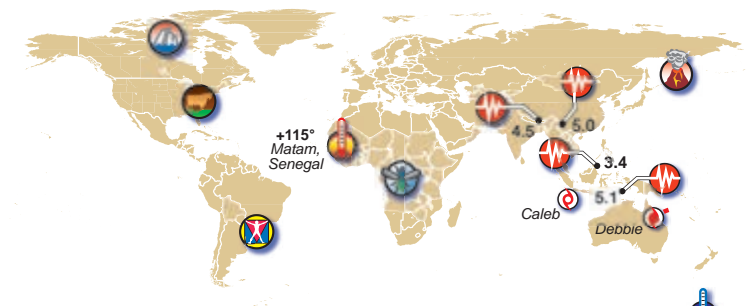 +115°
Matam,
Senegal
4.5
5.0
3.4
5.1
Caleb
Debbie